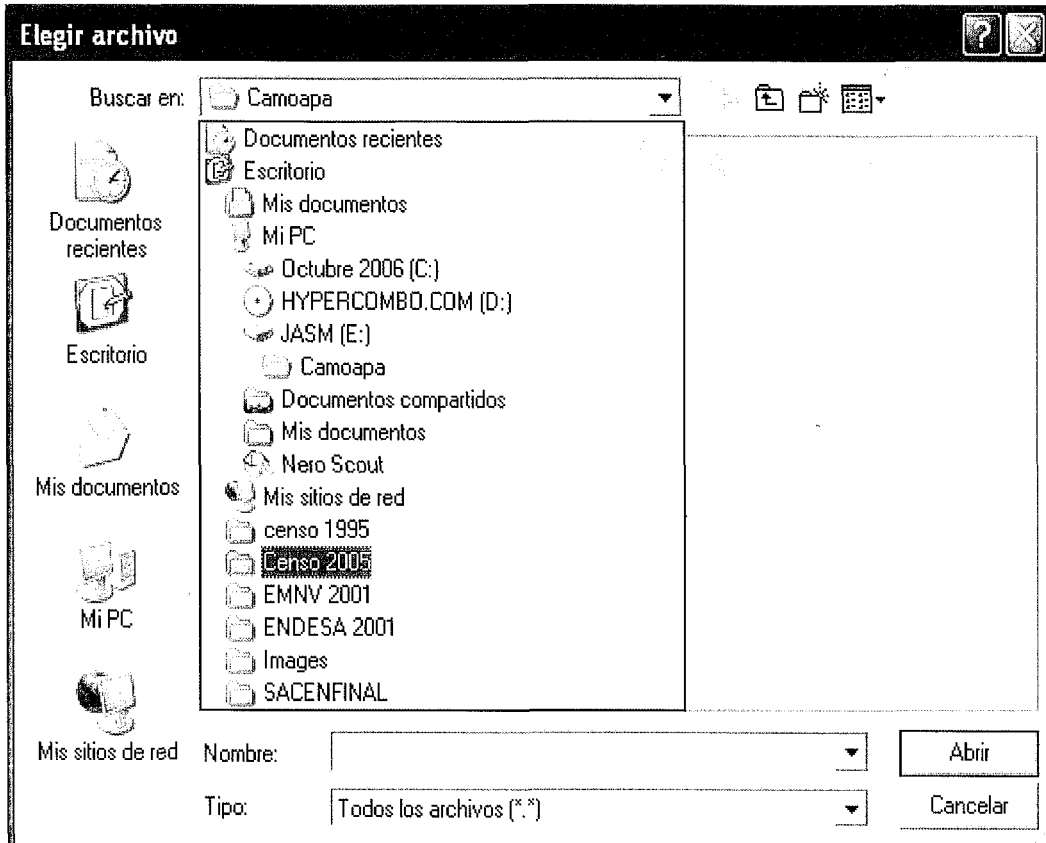 Elegir archivo
Buscar en:
Camoapa
Documentos recientes
Escritorio
Mis documentos
Mi PC
Octubre 2006 (C:)
HYPERCOMBO.COM (D:)
JASM (E:)
Camoapa
Documentos compartidos
Mis documentos
Nero Scout
Mis sitios de red
censo 1995
Censo 2005
EMNV 2001
ENDESA 2001
Images
SACENFINAL
Documentos
recientes
Escritorio
Mis documentos
Mi PC
Mis sitios de red
Nombre:
Abrir
Tipo:
Todos los archivos (*.*)
Cancelar